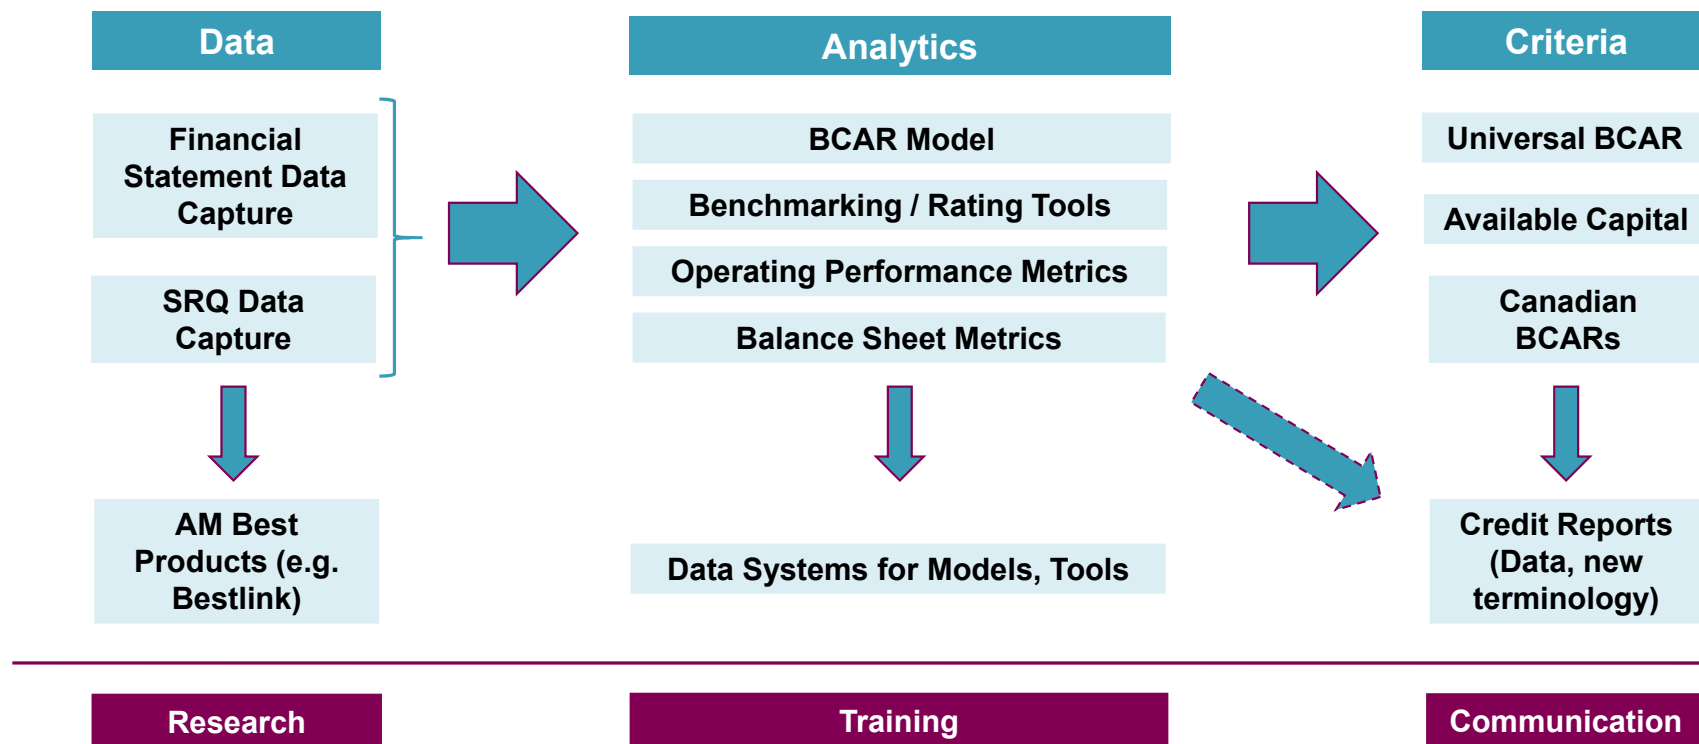 Data
Analytics
Criteria
Financial
Statement Data
Capture
SRQ Data
Capture
BCAR Model
Benchmarking / Rating Tools
Operating Performance Metrics
Balance Sheet Metrics
Universal BCAR
Available Capital
Canadian
BCARs
AM Best
Products (e.g.
Bestlink)
Data Systems for Models, Tools
Credit Reports
(Data, new
terminology)
Research
Training
Communication